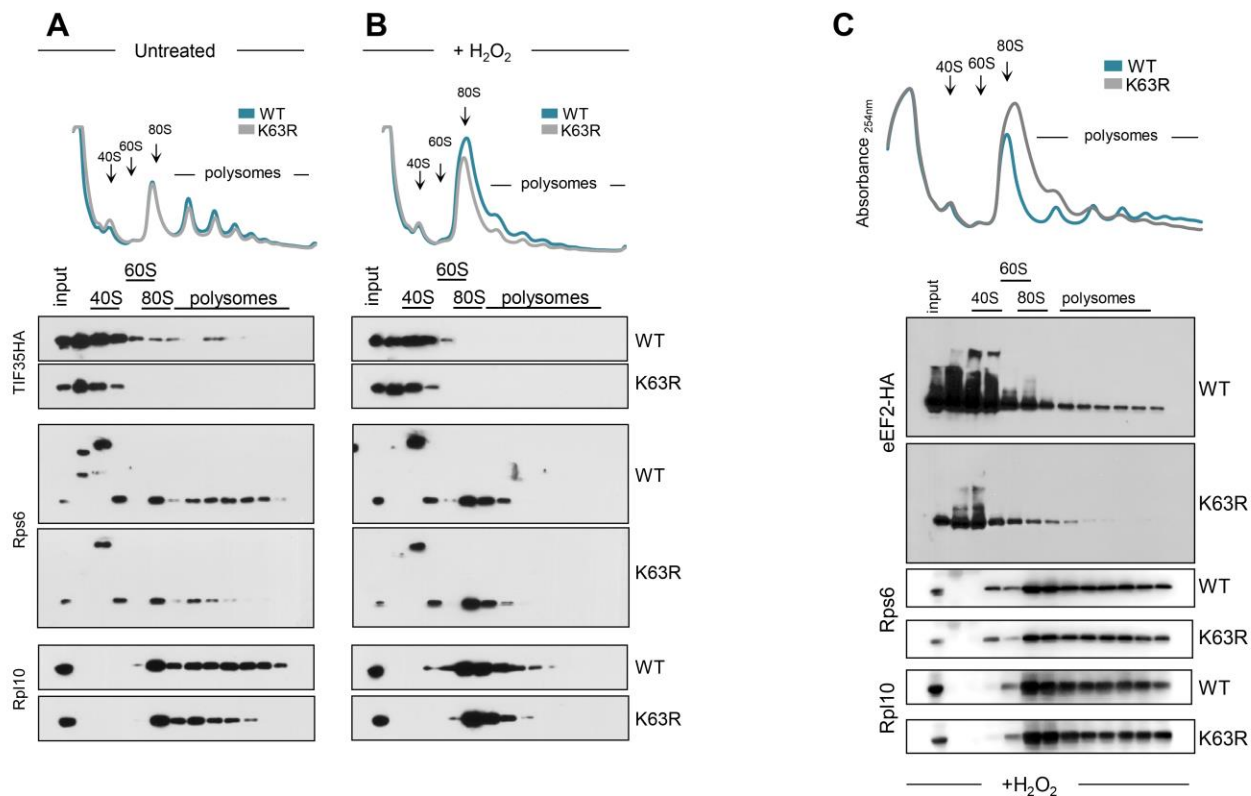 A
Untreated
WT
K63R
40S
60S
80S
polysomes
input
40S
60S
80S
polysomes
TIF35HA
WT
K63R
Rps6
WT
K63R
Rpl10
WT
K63R
B
+ H₂O₂
WT
K63R
40S
60S
80S
polysomes
input
40S
60S
80S
polysomes
C
WT
K63R
40S
60S
80S
polysomes
Absorbance 254nm
input
40S
60S
80S
polysomes
eEF2-HA
WT
K63R
Rps6
WT
K63R
Rpl10
WT
K63R
+H₂O₂